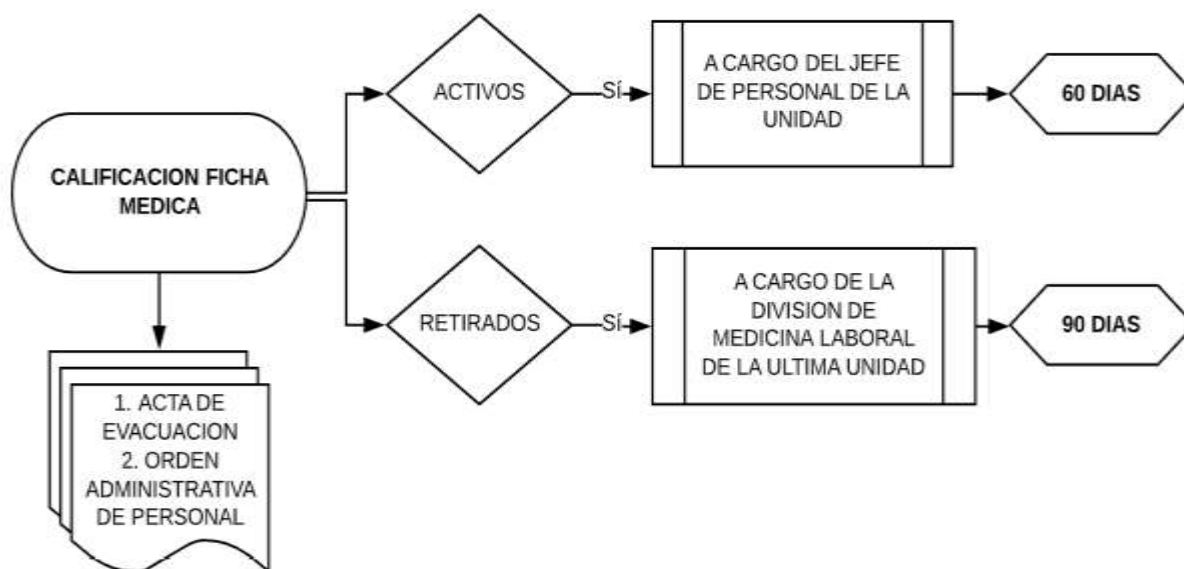 CALIFICACION FICHA
MEDICA
ACTIVOS
Sí
A CARGO DEL JEFE
DE PERSONAL DE LA
UNIDAD
60 DIAS
RETIRADOS
Sí
A CARGO DE LA
DIVISION DE
MEDICINA LABORAL
DE LA ULTIMA UNIDAD
90 DIAS
1. ACTA DE
EVACUACION
2. ORDEN
ADMINISTRATIVA
DE PERSONAL